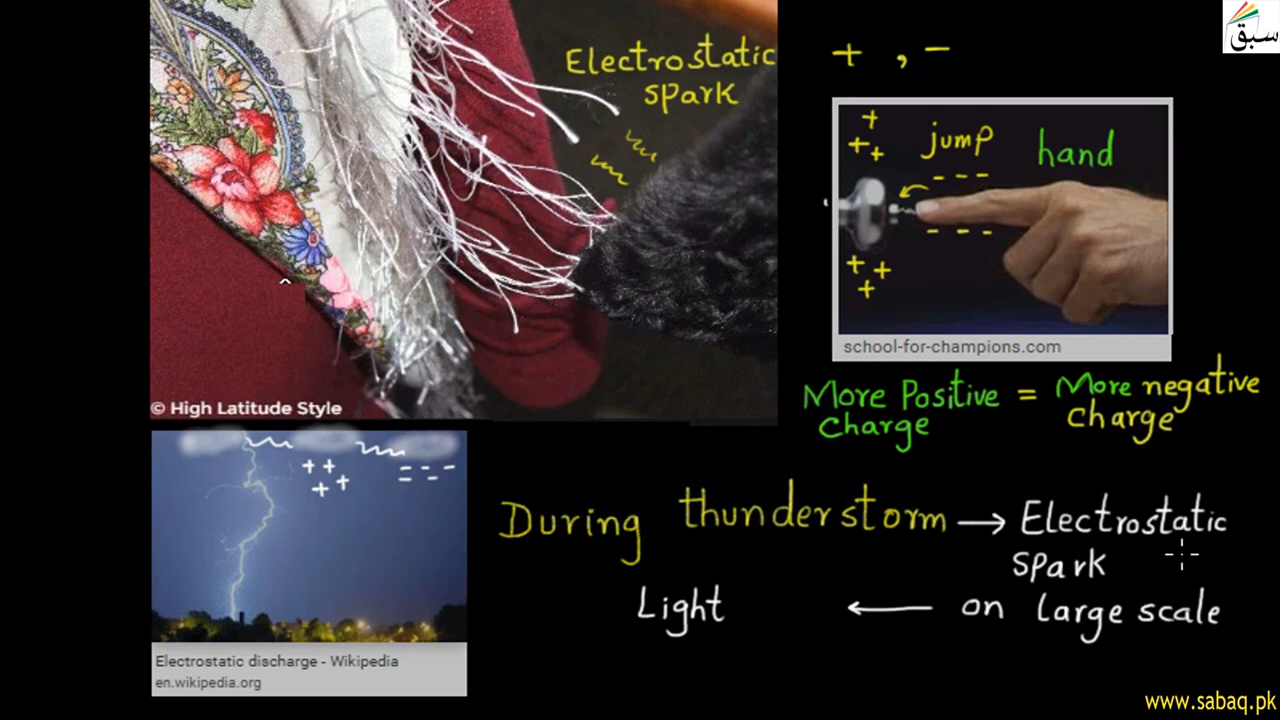 Electrostatic
spark
© High Latitude Style
+ , -
سبق
+
+ +
jump
hand
- - -
- - -
+ +
+
school-for-champions.com
More Positive = More negative
charge charge
+ +
+ +
- - -
- - -
Electrostatic discharge - Wikipedia
en.wikipedia.org
During thunderstorm → Electrostatic
spark
Light ← on large scale
www.sabaq.pk